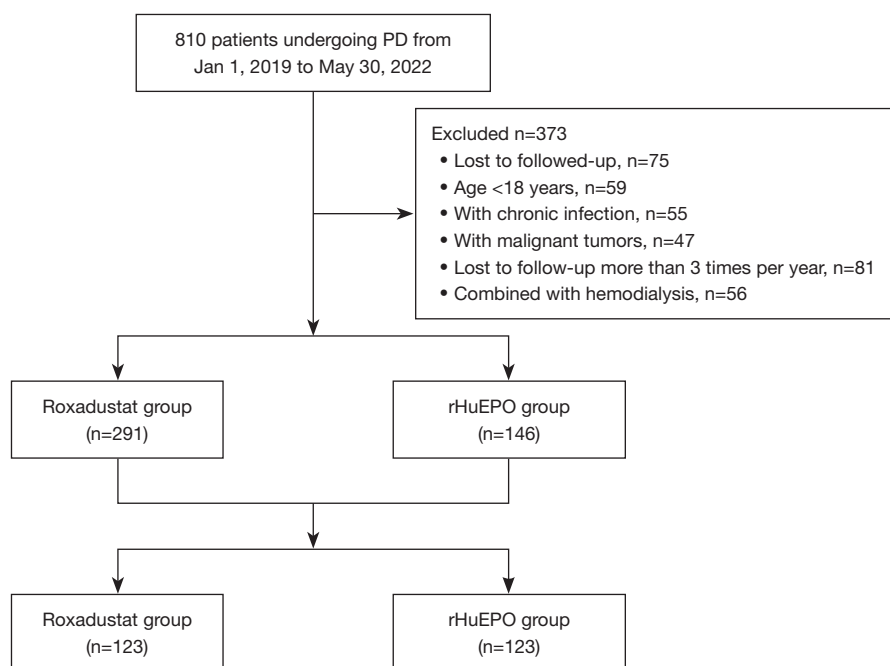 810 patients undergoing PD from
Jan 1, 2019 to May 30, 2022
Excluded n=373
• Lost to followed-up, n=75
• Age <18 years, n=59
• With chronic infection, n=55
• With malignant tumors, n=47
• Lost to follow-up more than 3 times per year, n=81
• Combined with hemodialysis, n=56
Roxadustat group
(n=291)
rHuEPO group
(n=146)
Roxadustat group
(n=123)
rHuEPO group
(n=123)